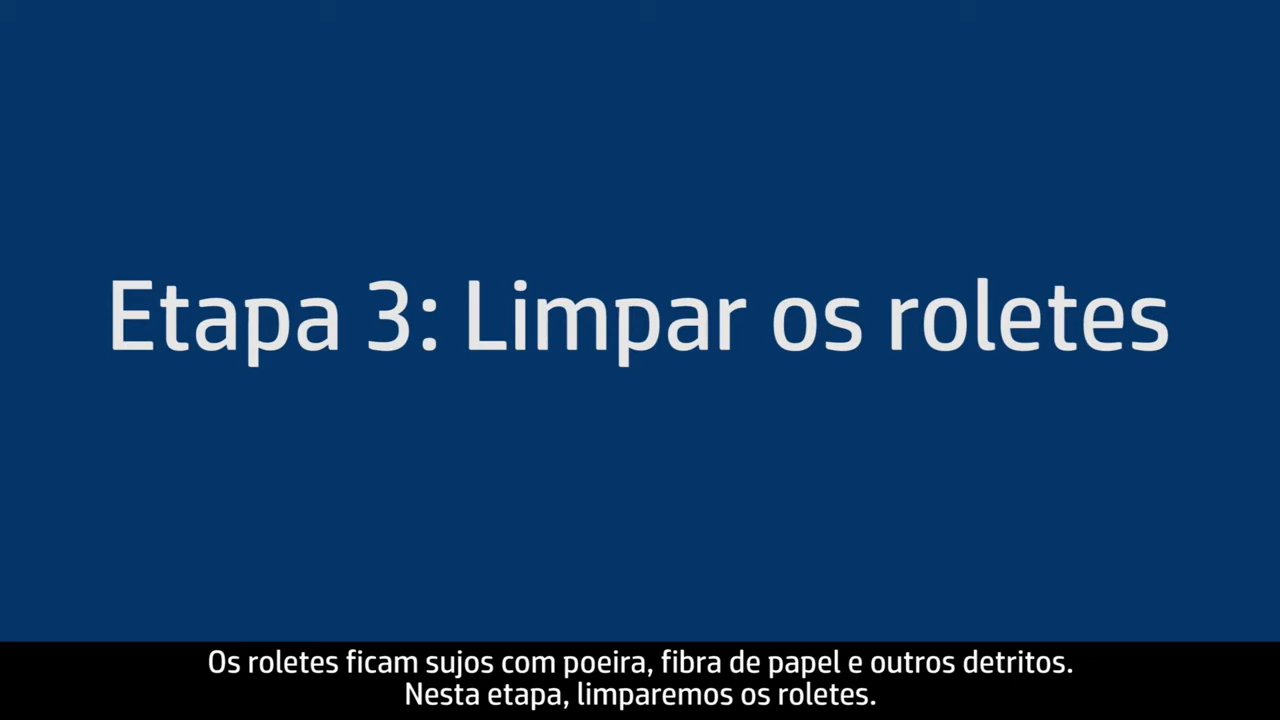 Etapa 3: Limpar os roletes
Os roletes ficam sujos com poeira, fibra de papel e outros detritos.
Nesta etapa, limparemos os roletes.